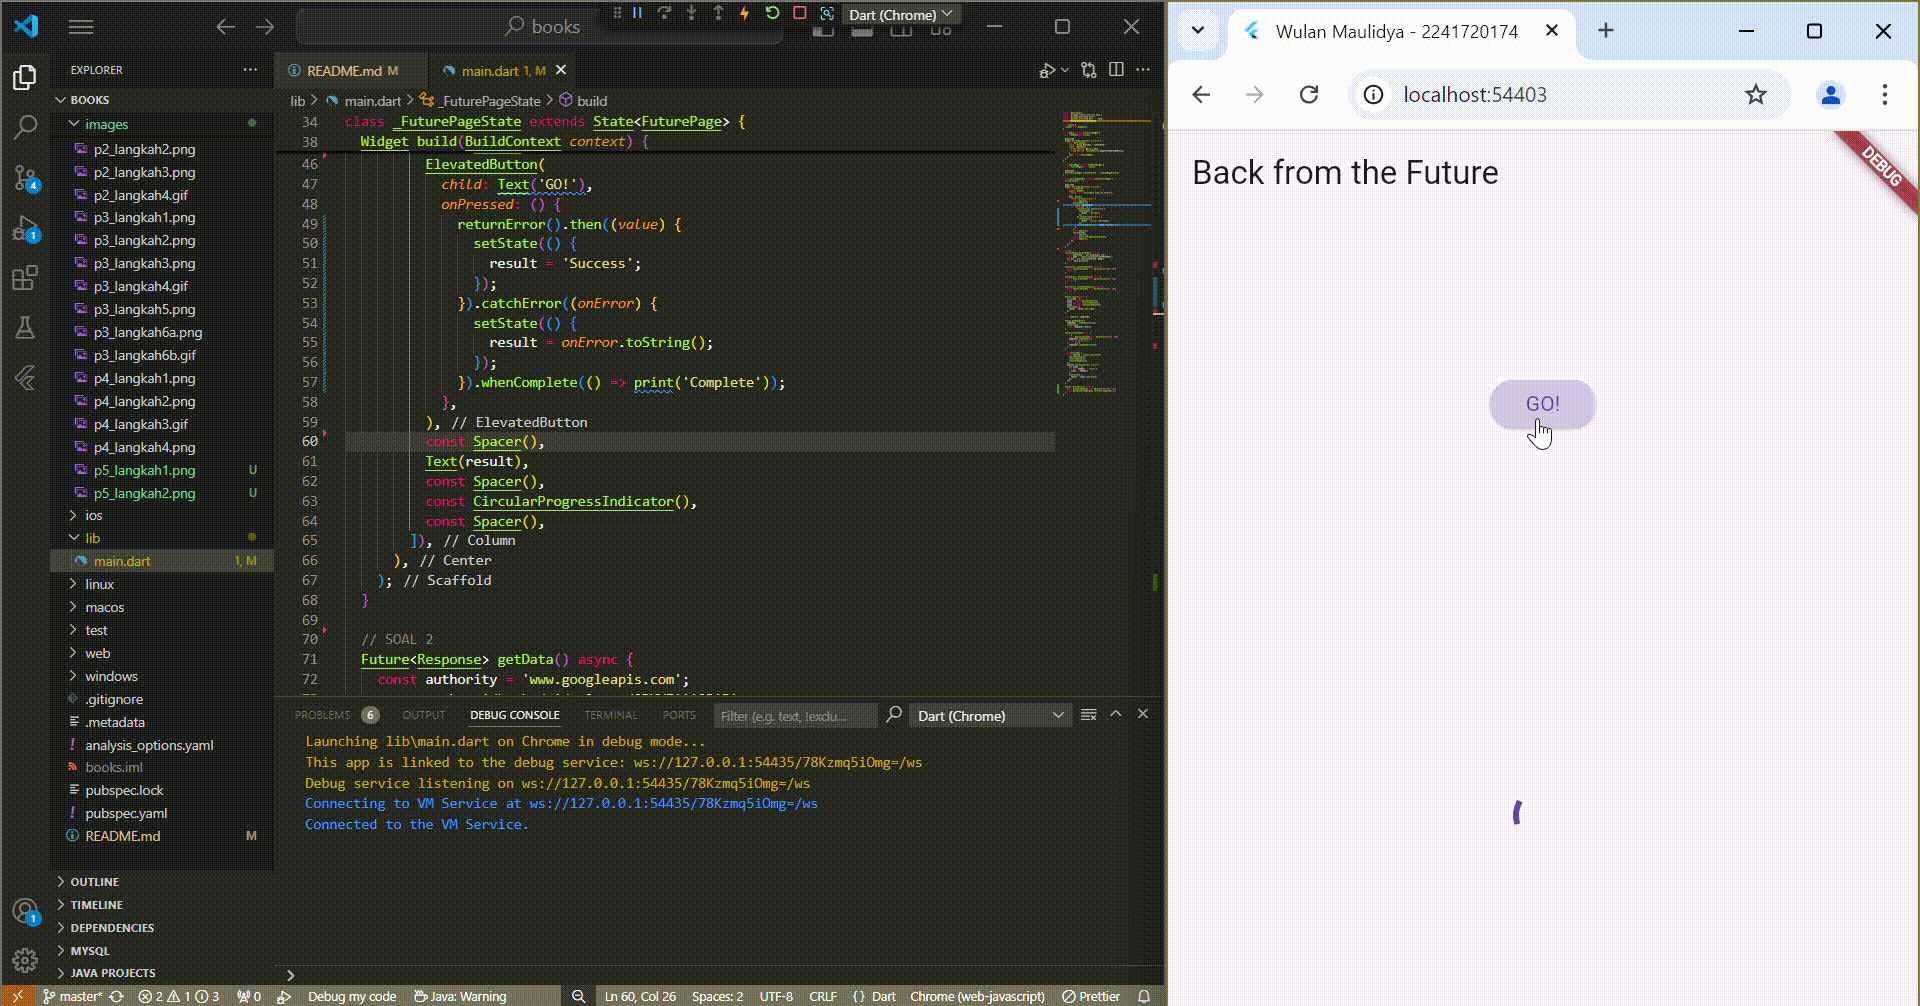 books
Dart (Chrome)
EXPLORER
BOOKS
images
p2_langkah2.png
p2_langkah3.png
p2_langkah4.gif
p3_langkah1.png
p3_langkah2.png
p3_langkah3.png
p3_langkah4.gif
p3_langkah5.png
p3_langkah6a.png
p3_langkah6b.gif
p4_langkah1.png
p4_langkah2.png
p4_langkah3.gif
p4_langkah4.png
p5_langkah1.png U
p5_langkah2.png U
ios
lib
main.dart 1, M
linux
macos
test
web
windows
.gitignore
.metadata
analysis_options.yaml
books.iml
pubspec.lock
pubspec.yaml
README.md M
OUTLINE
TIMELINE
DEPENDENCIES
MYSQL
JAVA PROJECTS
4
1
1
README.md M
main.dart 1, M
lib > main.dart > _FuturePageState > build
34 class _FuturePageState extends State<FuturePage> {
38 Widget build(BuildContext context) {
46 ElevatedButton(
47 child: Text('GO!'),
48 onPressed: () {
49 returnError().then((value) {
50 setState(() {
51 result = 'Success';
52 });
53 }).catchError((onError) {
54 setState(() {
55 result = onError.toString();
56 });
57 }).whenComplete(() => print('Complete'));
58 },
59 ), // ElevatedButton
60 const Spacer(),
61 Text(result),
62 const Spacer(),
63 const CircularProgressIndicator(),
64 const Spacer(),
65 ]), // Column
66 ), // Center
67 ); // Scaffold
68 }
69
70 // SOAL 2
71 Future<Response> getData() async {
72 const authority = 'www.googleapis.com';
PROBLEMS 6 OUTPUT DEBUG CONSOLE TERMINAL PORTS Filter (e.g. text, !exclu... Dart (Chrome)
Launching lib\main.dart on Chrome in debug mode...
This app is linked to the debug service: ws://127.0.0.1:54435/78Kzmq5iOmg=/ws
Debug service listening on ws://127.0.0.1:54435/78Kzmq5iOmg=/ws
Connecting to VM Service at ws://127.0.0.1:54435/78Kzmq5iOmg=/ws
Connected to the VM Service.
master* 2 1 3 0 Debug my code Java: Warning Ln 60, Col 26 Spaces: 2 UTF-8 CRLF {} Dart Chrome (web-javascript) Prettier
Wulan Maulidya - 2241720174
localhost:54403
Back from the Future
DEBUG
GO!